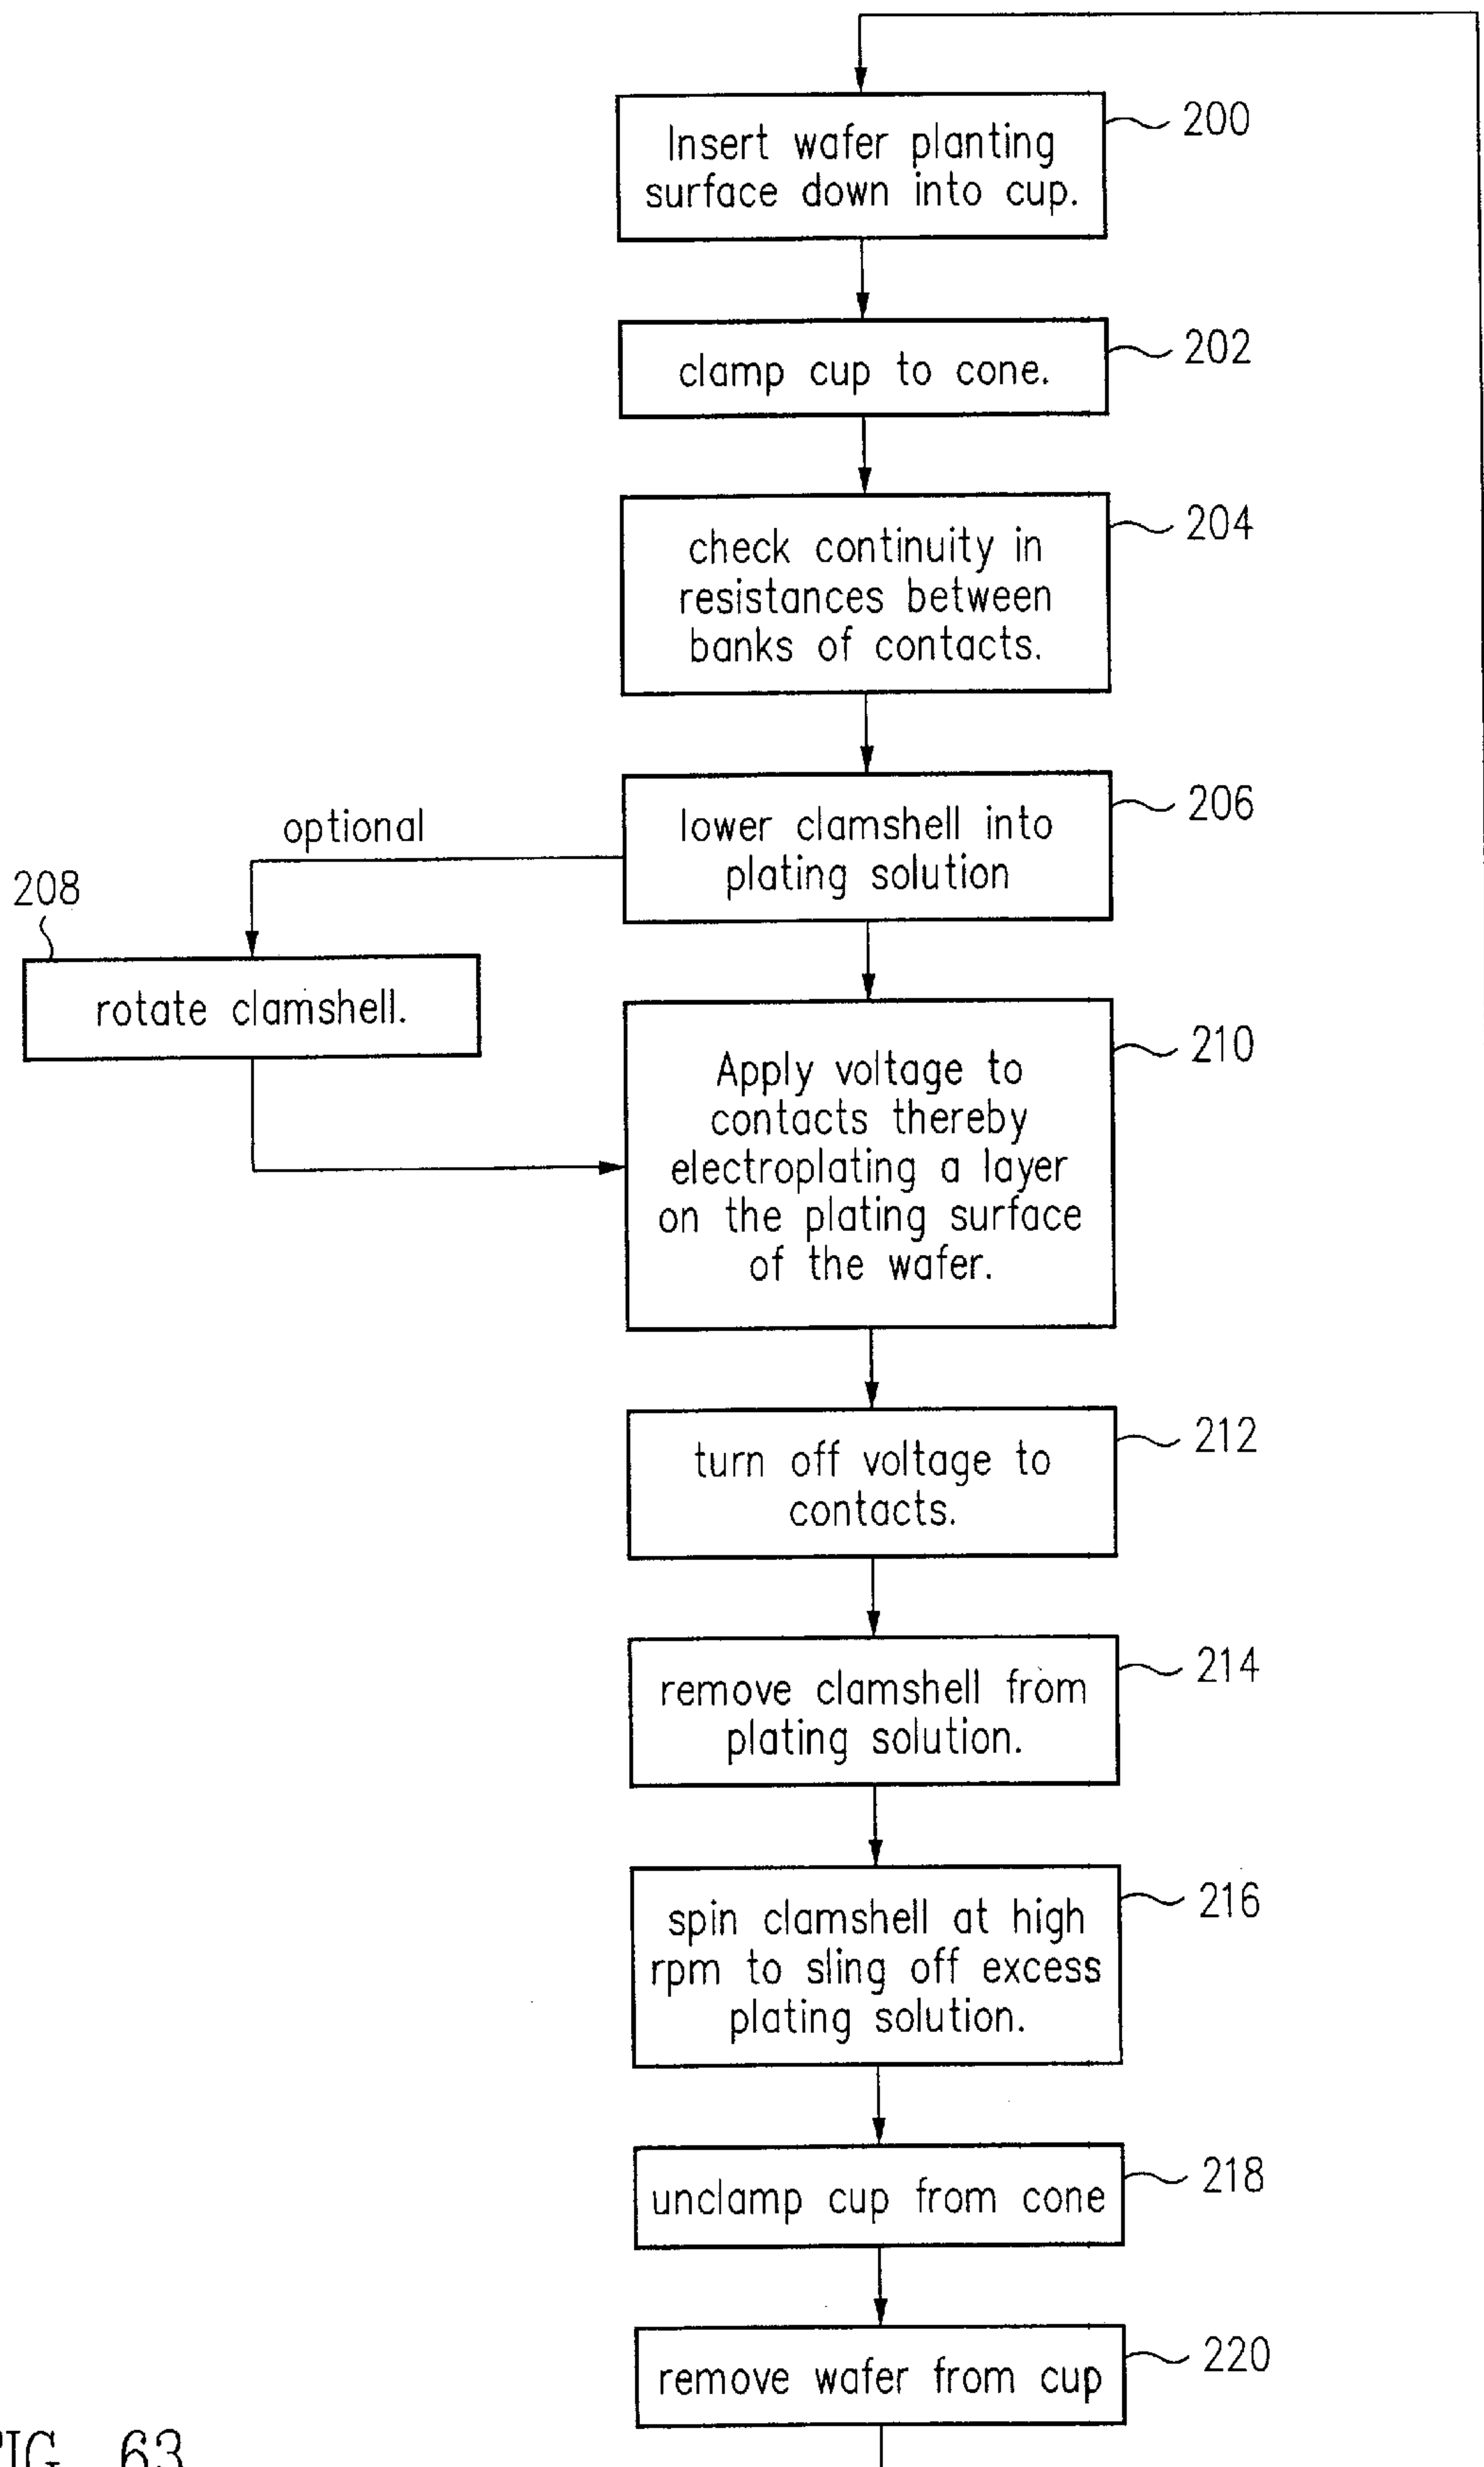 200
Insert wafer planting
surface down into cup.
202
clamp cup to cone.
204
check continuity in
resistances between
banks of contacts.
206
lower clamshell into
plating solution
optional
208
rotate clamshell.
210
Apply voltage to
contacts thereby
electroplating a layer
on the plating surface
of the wafer.
212
turn off voltage to
contacts.
214
remove clamshell from
plating solution.
216
spin clamshell at high
rpm to sling off excess
plating solution.
218
unclamp cup from cone
220
remove wafer from cup
FIG. 63